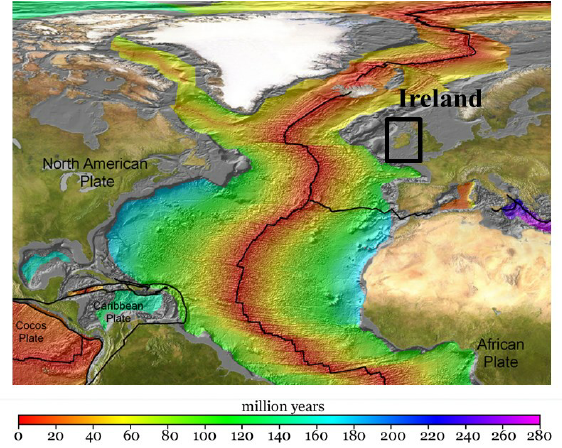 Ireland
North American
Plate
Caribbean
Plate
Cocos
Plate
African
Plate
million years
0 20 40 60 80 100 120 140 160 180 200 220 240 260 280